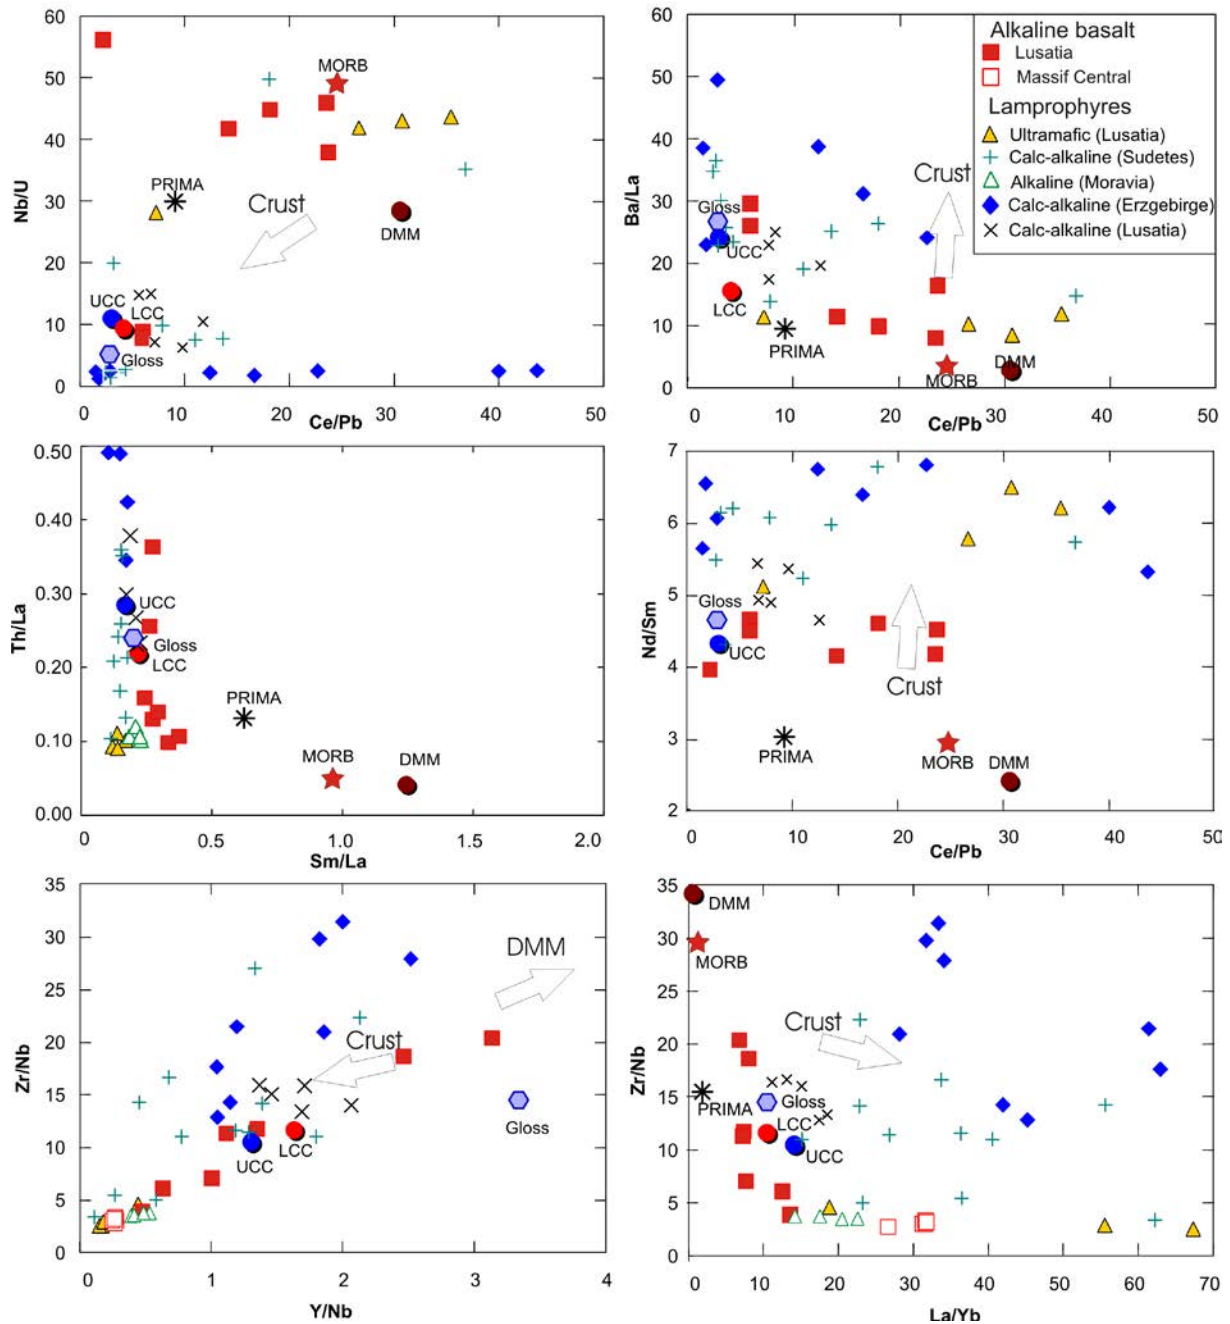 Nb/U
60
50
40
30
20
10
0
0
10
20
30
40
50
Ce/Pb
MORB
PRIMA
Crust
DMM
UCC
LCC
Gloss
Ba/La
60
50
40
30
20
10
0
0
10
20
30
40
50
Ce/Pb
Crust
Gloss
UCC
LCC
PRIMA
DMM
MORB
Alkaline basalt
Lusatia
Massif Central
Lamprophyres
Ultramafic (Lusatia)
Calc-alkaline (Sudetes)
Alkaline (Moravia)
Calc-alkaline (Erzgebirge)
Calc-alkaline (Lusatia)
Th/La
0.50
0.40
0.30
0.20
0.10
0.00
0
0.5
1.0
1.5
2.0
Sm/La
UCC
Gloss
LCC
PRIMA
MORB
DMM
Nd/Sm
7
6
5
4
3
2
0
10
20
30
40
50
Ce/Pb
Gloss
UCC
Crust
PRIMA
MORB
DMM
Zr/Nb
35
30
25
20
15
10
5
0
0
1
2
3
4
Y/Nb
DMM
Crust
Gloss
LCC
UCC
Zr/Nb
35
30
25
20
15
10
5
0
0
10
20
30
40
50
60
70
La/Yb
DMM
MORB
Crust
PRIMA
Gloss
LCC
UCC